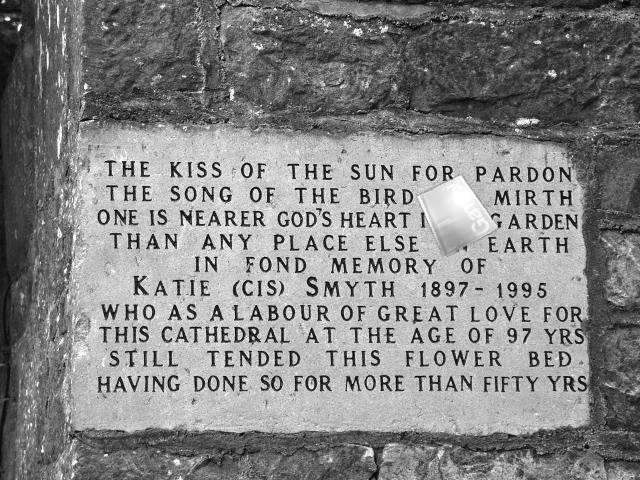 THE KISS OF THE SUN FOR PARDON
THE SONG OF THE BIRD MIRTH
ONE IS NEARER GOD'S HEART GARDEN
THAN ANY PLACE ELSE EARTH
IN FOND MEMORY OF
KATIE (CIS) SMYTH 1897-1995
WHO AS A LABOUR OF GREAT LOVE FOR
THIS CATHEDRAL AT THE AGE OF 97 YRS
STILL TENDED THIS FLOWER BED
HAVING DONE SO FOR MORE THAN FIFTY YRS